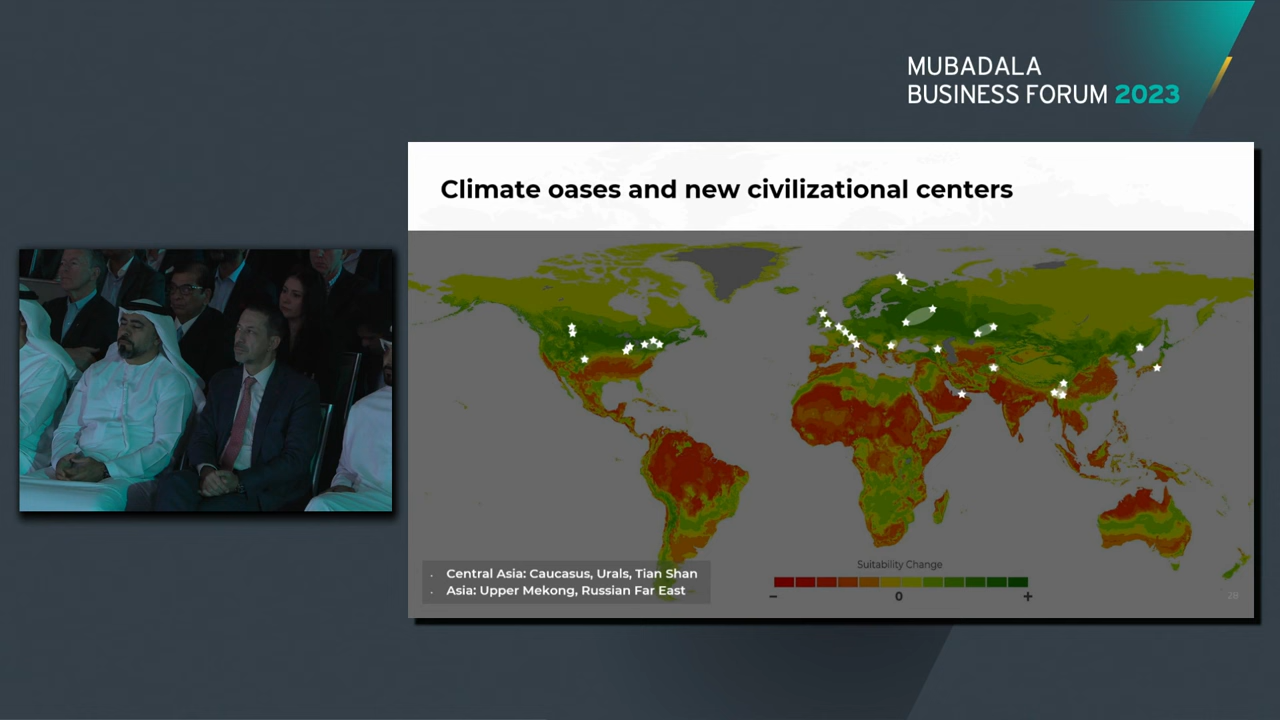 MUBADALA
BUSINESS FORUM 2023
Climate oases and new civilizational centers
· Central Asia: Caucasus, Urals, Tian Shan
· Asia: Upper Mekong, Russian Far East
Suitability Change
− 0 +
28